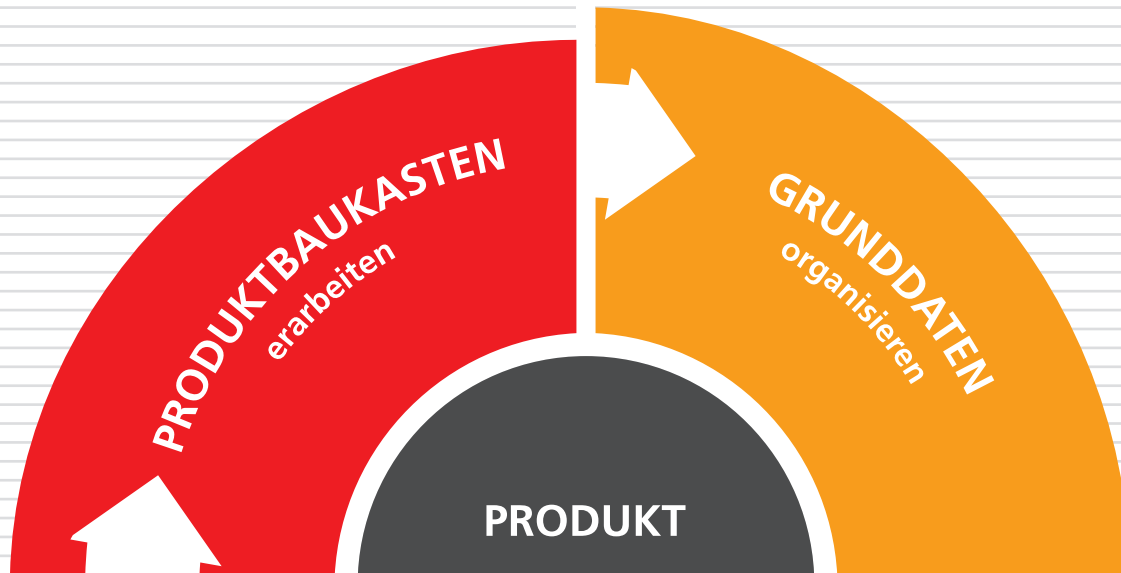 PRODUKTBAUKASTEN
erarbeiten
GRUNDDATEN
organisieren
PRODUKT